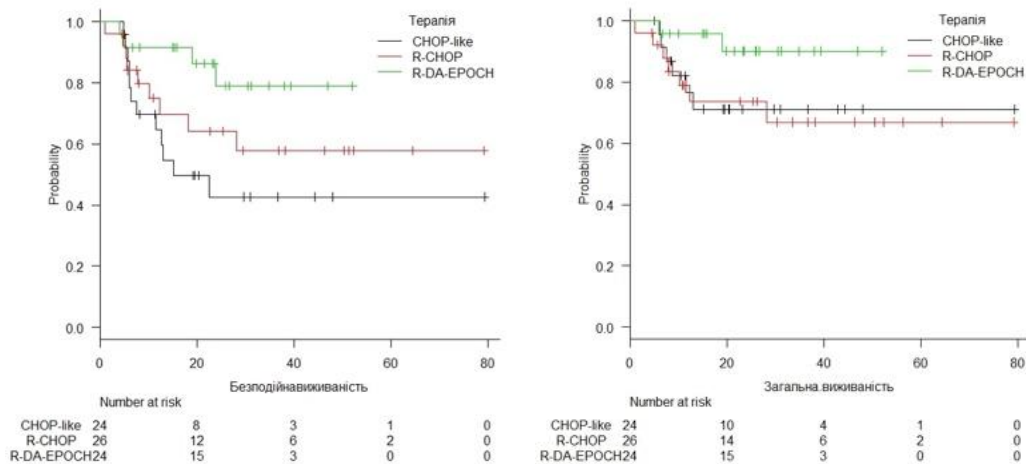 Терапія
CHOP-like
R-CHOP
R-DA-EPOCH
Probability
1.0
0.8
0.6
0.4
0.2
0.0
0 20 40 60 80
Безподійнавиживаність
Number at risk
CHOP-like 24 8 3 1 0
R-CHOP 26 12 6 2 0
R-DA-EPOCH24 15 3 0 0
Терапія
CHOP-like
R-CHOP
R-DA-EPOCH
Probability
1.0
0.8
0.6
0.4
0.2
0.0
0 20 40 60 80
Загальна.виживаність
Number at risk
CHOP-like 24 10 4 1 0
R-CHOP 26 14 6 2 0
R-DA-EPOCH24 15 3 0 0